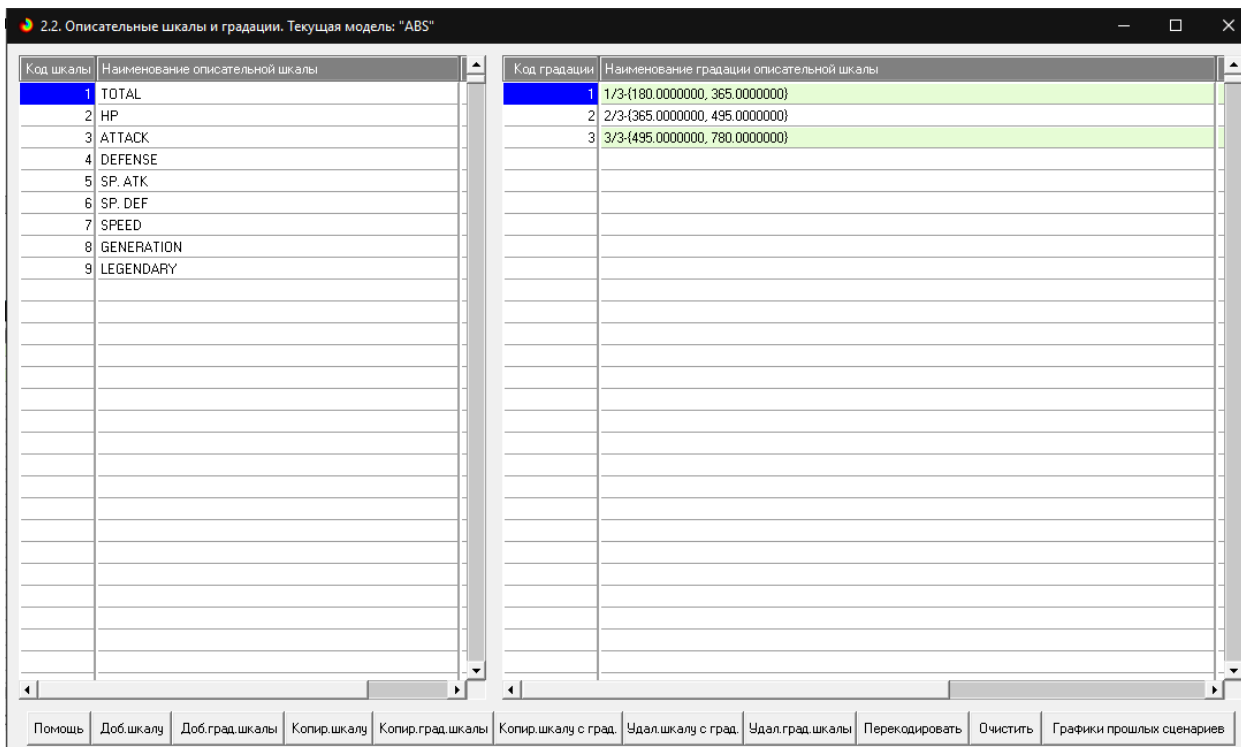 2.2. Описательные шкалы и градации. Текущая модель: "ABS"
Код шкалы Наименование описательной шкалы
1 TOTAL
2 HP
3 ATTACK
4 DEFENSE
5 SP. ATK
6 SP. DEF
7 SPEED
8 GENERATION
9 LEGENDARY
Код градации Наименование градации описательной шкалы
1 1/3-{180.0000000, 365.0000000}
2 2/3-{365.0000000, 495.0000000}
3 3/3-{495.0000000, 780.0000000}
Помощь Доб.шкалу Доб.град.шкалы Копир.шкалу Копир.град.шкалы Копир.шкалу с град. Удал.шкалу с град. Удал.град.шкалы Перекодировать Очистить Графики прошлых сценариев